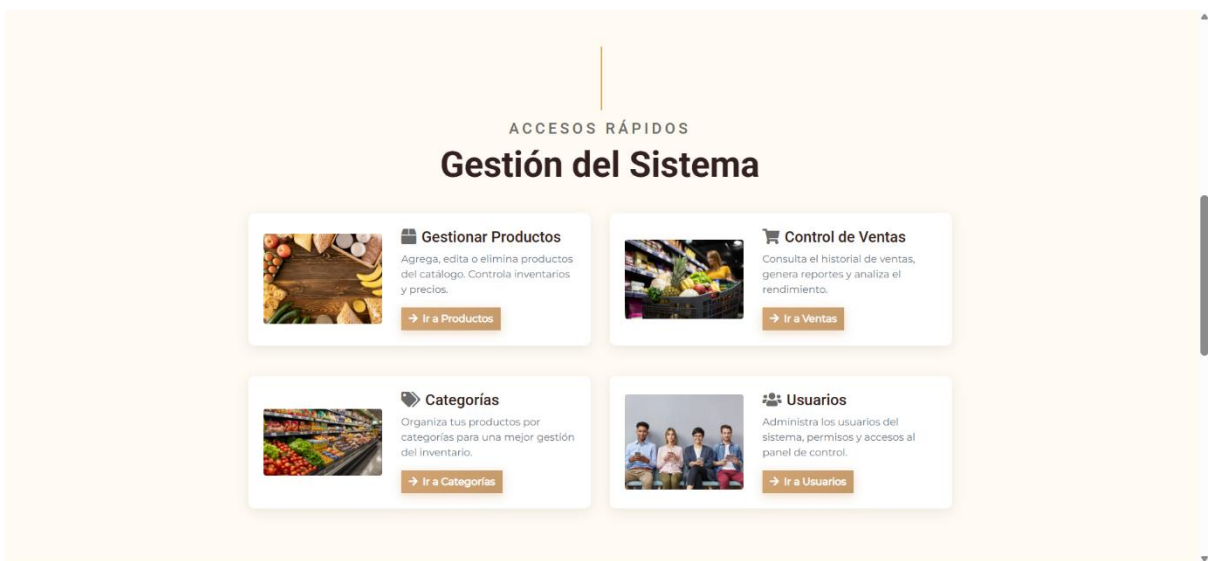 ACCESOS RÁPIDOS
Gestión del Sistema
Gestionar Productos
Agrega, edita o elimina productos
del catálogo. Controla inventarios
y precios.
→ Ir a Productos
Control de Ventas
Consulta el historial de ventas,
genera reportes y analiza el
rendimiento.
→ Ir a Ventas
Categorías
Organiza tus productos por
categorías para una mejor gestión
del inventario.
→ Ir a Categorías
Usuarios
Administra los usuarios del
sistema, permisos y accesos al
panel de control.
→ Ir a Usuarios